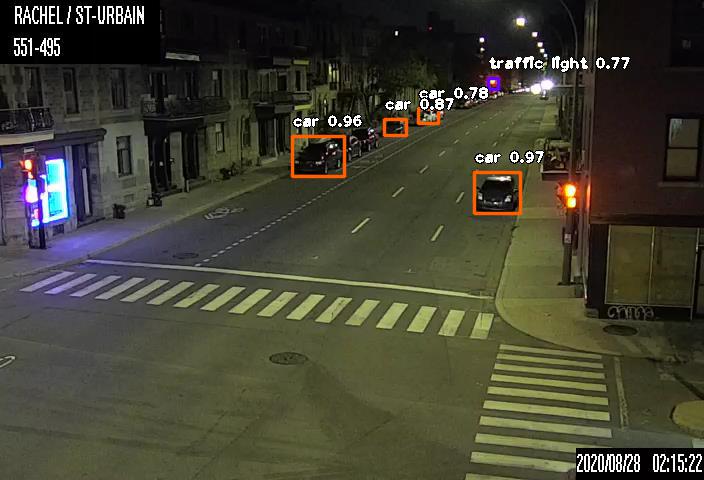 RACHEL / ST-URBAIN
551-495
traffic light 0.77
car 0.78
car 0.87
car 0.96
car 0.97
2020/08/28 02:15:22